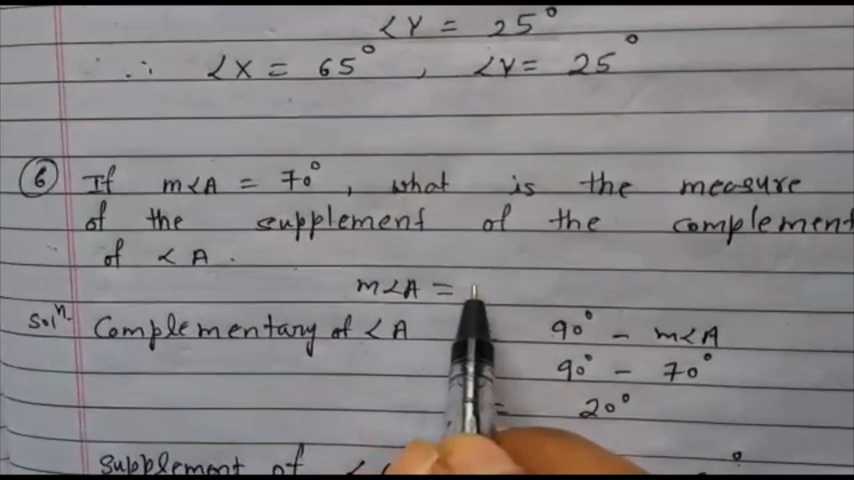 ∠Y = 25°
∴ ∠X = 65° , ∠Y = 25°
⑥ If m∠A = 70°, what is the measure
of the supplement of the complement
of ∠A.
m∠A =
Solⁿ. Complementary of ∠A 90° - m∠A
90° - 70°
= 20°
supplement of ∠